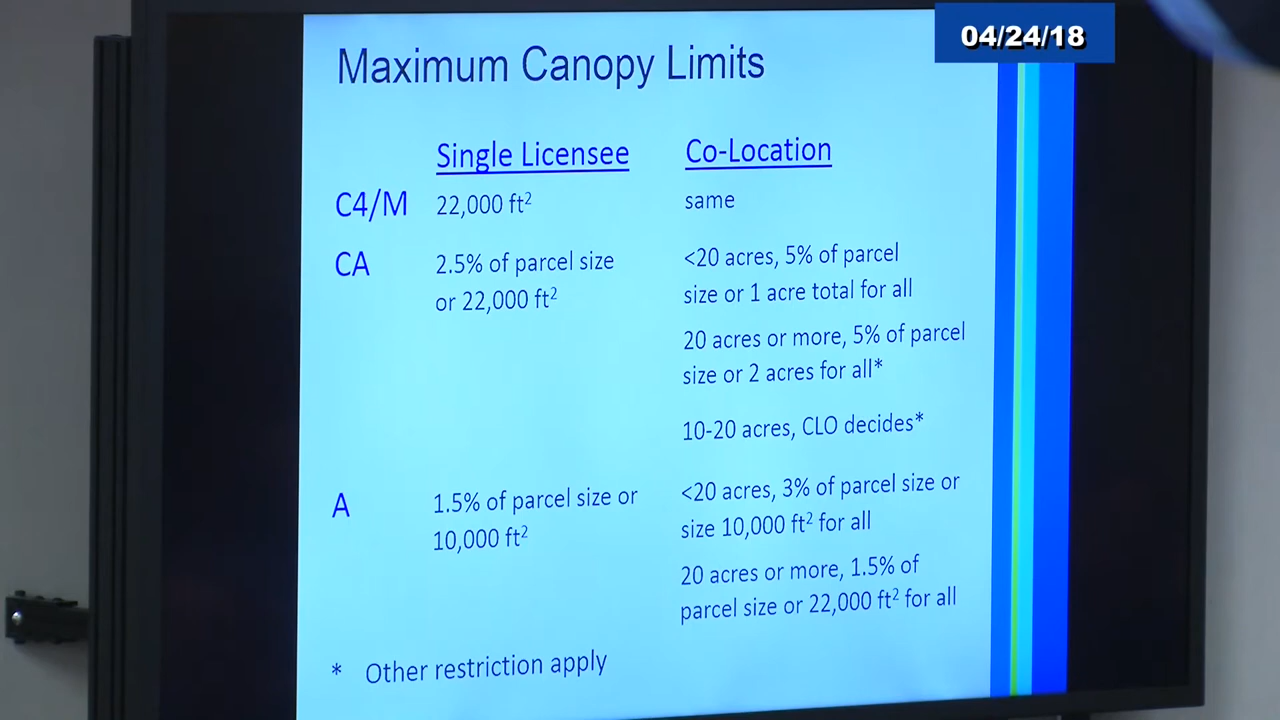 04/24/18
Maximum Canopy Limits
Single Licensee Co-Location
C4/M 22,000 ft² same
CA 2.5% of parcel size <20 acres, 5% of parcel
or 22,000 ft² size or 1 acre total for all
20 acres or more, 5% of parcel
size or 2 acres for all*
10-20 acres, CLO decides*
A 1.5% of parcel size or <20 acres, 3% of parcel size or
10,000 ft² size 10,000 ft² for all
20 acres or more, 1.5% of
parcel size or 22,000 ft² for all
* Other restriction apply